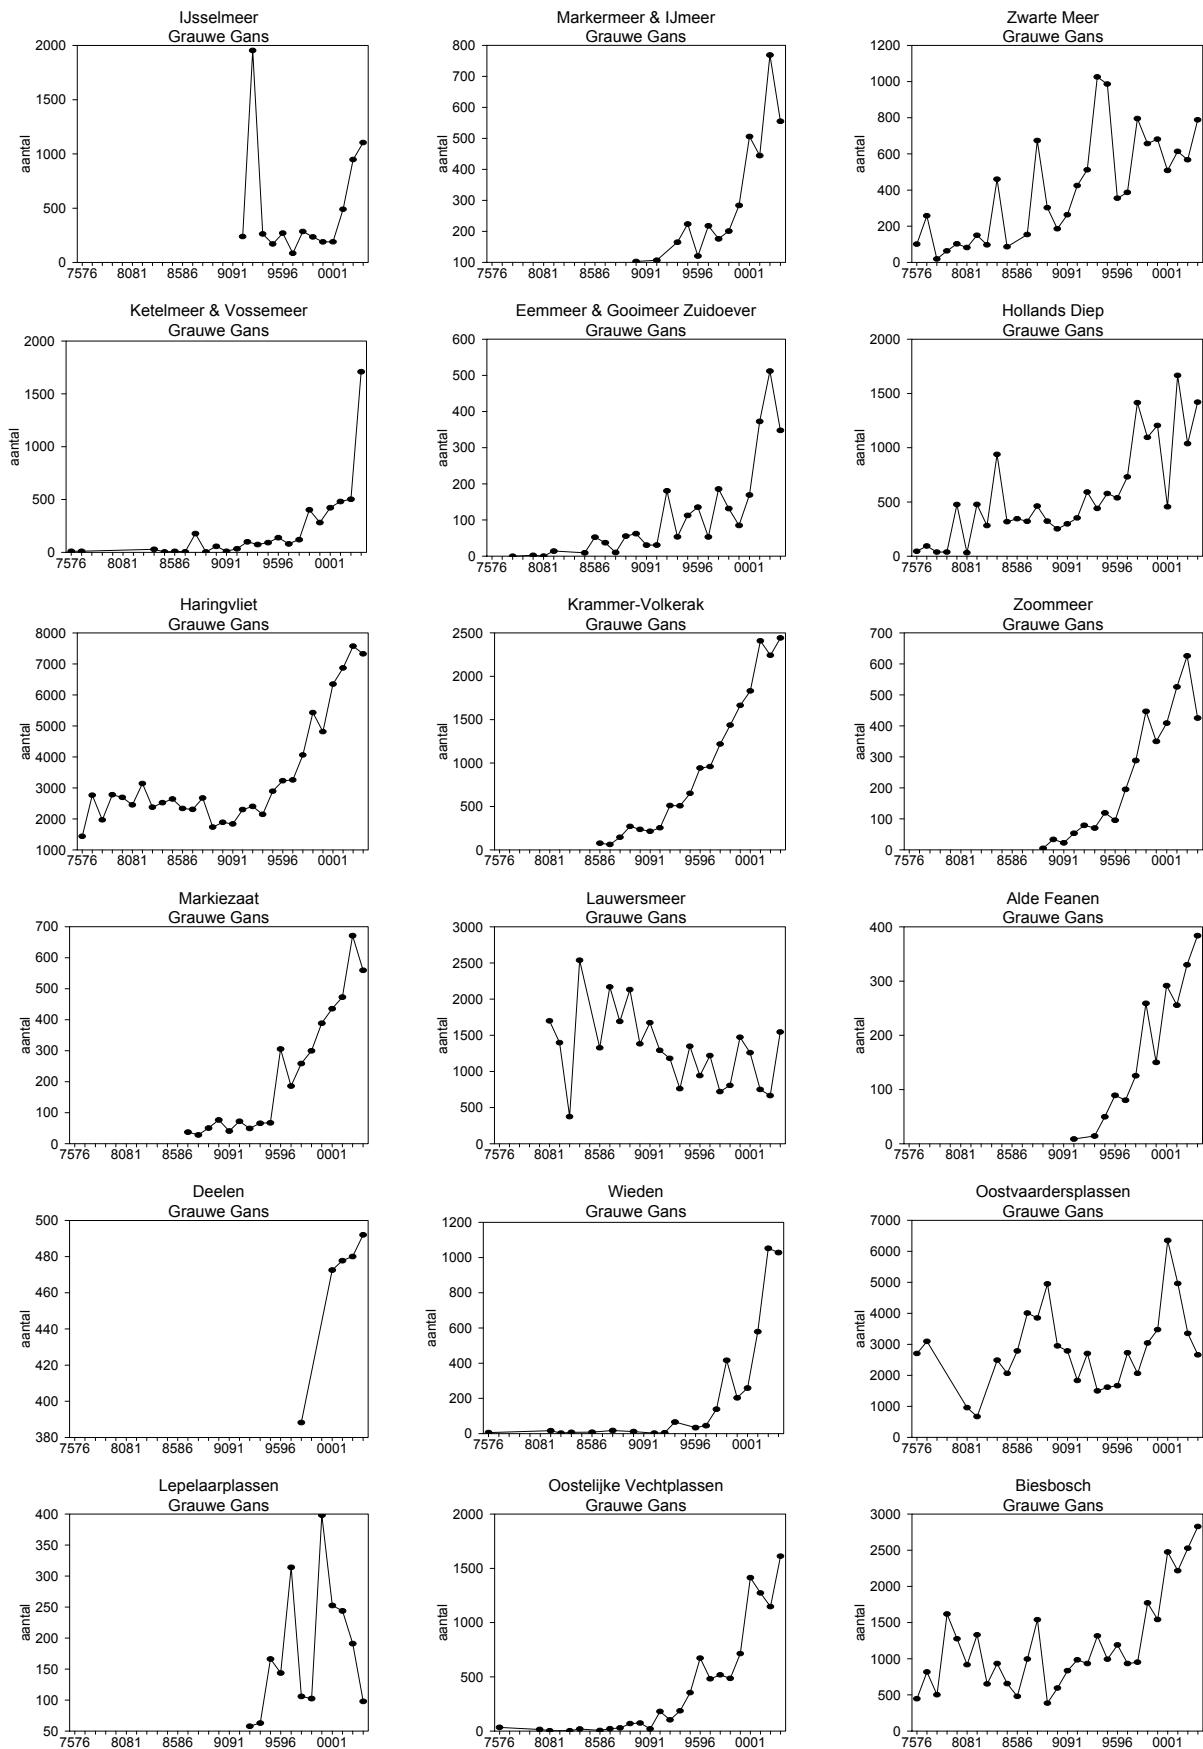 IJsselmeer
Grauwe Gans
2000
1500
1000
500
0
aantal
7576 8081 8586 9091 9596 0001
Markermeer & IJmeer
Grauwe Gans
800
700
600
500
400
300
200
100
aantal
7576 8081 8586 9091 9596 0001
Zwarte Meer
Grauwe Gans
1200
1000
800
600
400
200
0
aantal
7576 8081 8586 9091 9596 0001
Ketelmeer & Vossemeer
Grauwe Gans
2000
1500
1000
500
0
aantal
7576 8081 8586 9091 9596 0001
Eemmeer & Gooimeer Zuidoever
Grauwe Gans
600
500
400
300
200
100
0
aantal
7576 8081 8586 9091 9596 0001
Hollands Diep
Grauwe Gans
2000
1500
1000
500
0
aantal
7576 8081 8586 9091 9596 0001
Haringvliet
Grauwe Gans
8000
7000
6000
5000
4000
3000
2000
1000
aantal
7576 8081 8586 9091 9596 0001
Krammer-Volkerak
Grauwe Gans
2500
2000
1500
1000
500
0
aantal
7576 8081 8586 9091 9596 0001
Zoommeer
Grauwe Gans
700
600
500
400
300
200
100
0
aantal
7576 8081 8586 9091 9596 0001
Markiezaat
Grauwe Gans
700
600
500
400
300
200
100
0
aantal
7576 8081 8586 9091 9596 0001
Lauwersmeer
Grauwe Gans
3000
2500
2000
1500
1000
500
0
aantal
7576 8081 8586 9091 9596 0001
Alde Feanen
Grauwe Gans
400
300
200
100
0
aantal
7576 8081 8586 9091 9596 0001
Deelen
Grauwe Gans
500
480
460
440
420
400
380
aantal
7576 8081 8586 9091 9596 0001
Wieden
Grauwe Gans
1200
1000
800
600
400
200
0
aantal
7576 8081 8586 9091 9596 0001
Oostvaardersplassen
Grauwe Gans
7000
6000
5000
4000
3000
2000
1000
0
aantal
7576 8081 8586 9091 9596 0001
Lepelaarplassen
Grauwe Gans
400
350
300
250
200
150
100
50
aantal
7576 8081 8586 9091 9596 0001
Oostelijke Vechtplassen
Grauwe Gans
2000
1500
1000
500
0
aantal
7576 8081 8586 9091 9596 0001
Biesbosch
Grauwe Gans
3000
2500
2000
1500
1000
500
0
aantal
7576 8081 8586 9091 9596 0001